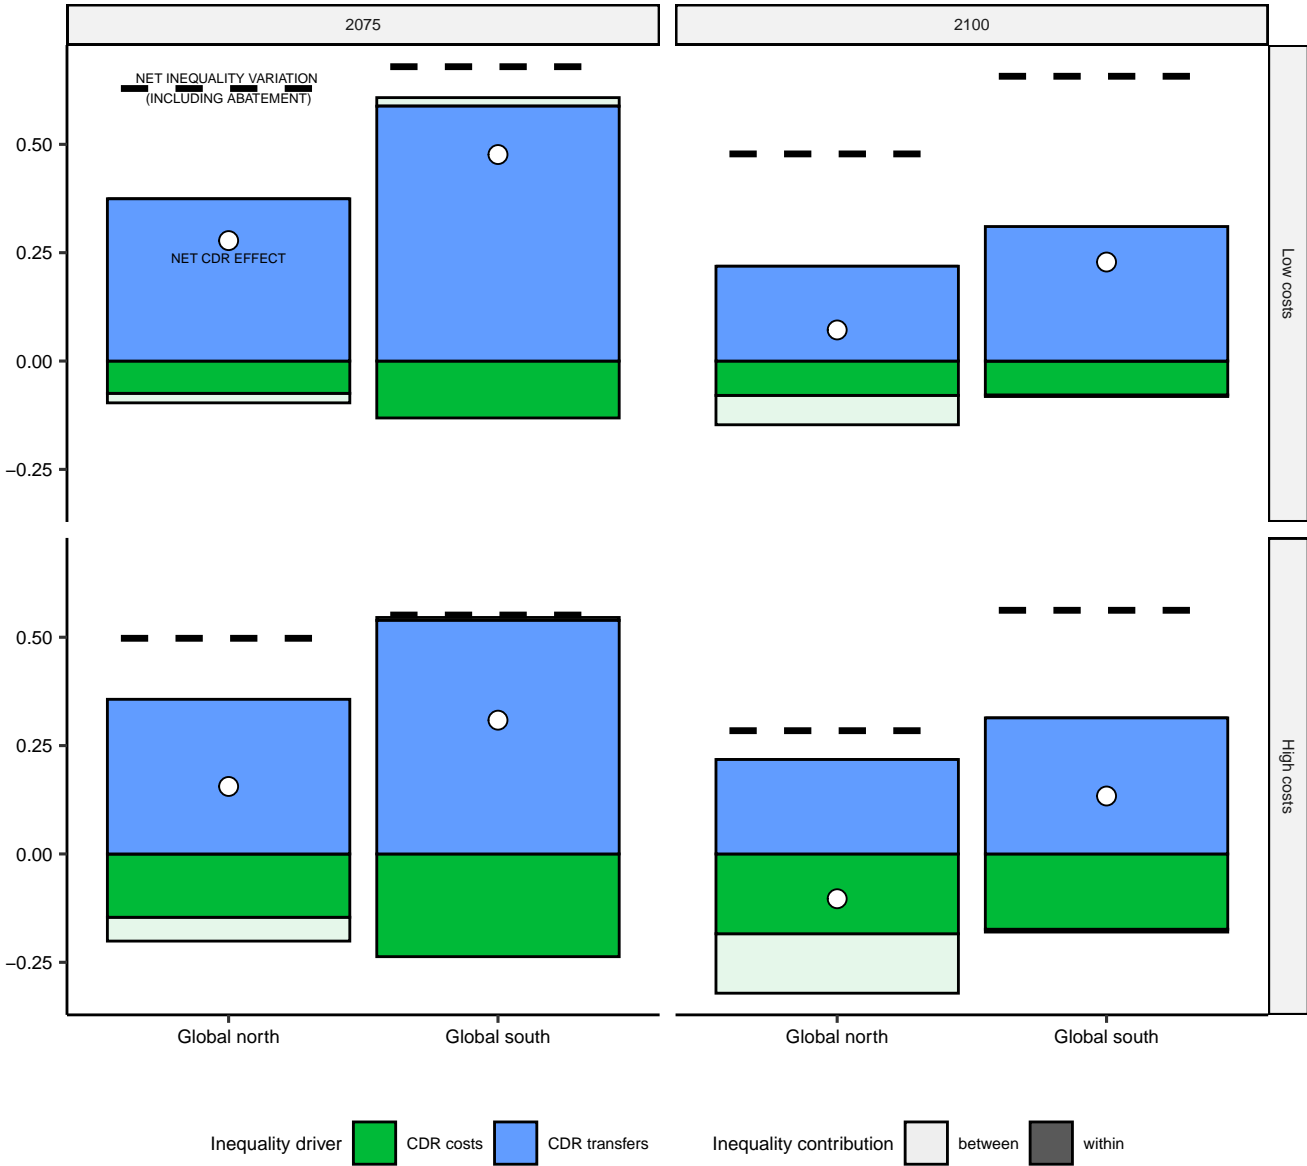 2075
2100
NET INEQUALITY VARIATION
(INCLUDING ABATEMENT)
NET CDR EFFECT
0.50
0.25
0.00
−0.25
Low costs
0.50
0.25
0.00
−0.25
High costs
Global north
Global south
Global north
Global south
Inequality driver
CDR costs
CDR transfers
Inequality contribution
between
within